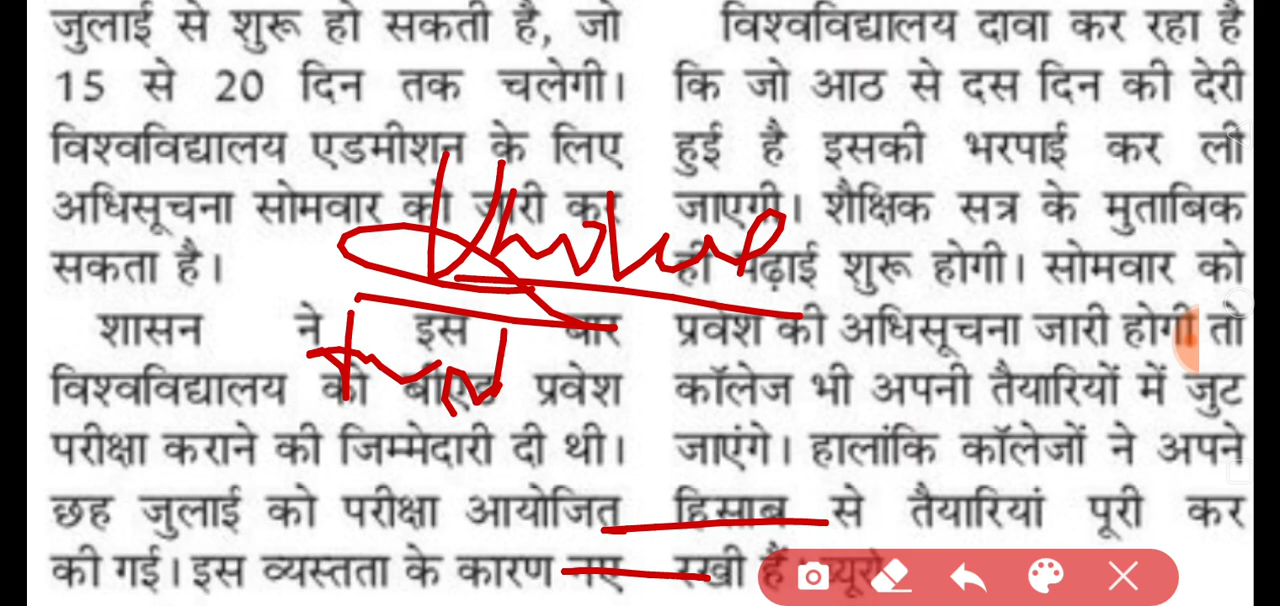 जुलाई से शुरू हो सकती है, जो
15 से 20 दिन तक चलेगी।
विश्वविद्यालय एडमीशन के लिए
अधिसूचना सोमवार को जारी कर
सकता है।
शासन ने इस बार
विश्वविद्यालय को बीएड प्रवेश
परीक्षा कराने की जिम्मेदारी दी थी।
छह जुलाई को परीक्षा आयोजित
की गई। इस व्यस्तता के कारण नए
विश्वविद्यालय दावा कर रहा है
कि जो आठ से दस दिन की देरी
हुई है इसकी भरपाई कर ली
जाएगी। शैक्षिक सत्र के मुताबिक
ही पढ़ाई शुरू होगी। सोमवार को
प्रवेश की अधिसूचना जारी होगी तो
कॉलेज भी अपनी तैयारियों में जुट
जाएंगे। हालांकि कॉलेजों ने अपने
हिसाब से तैयारियां पूरी कर
रखी हैं। ब्यूरो